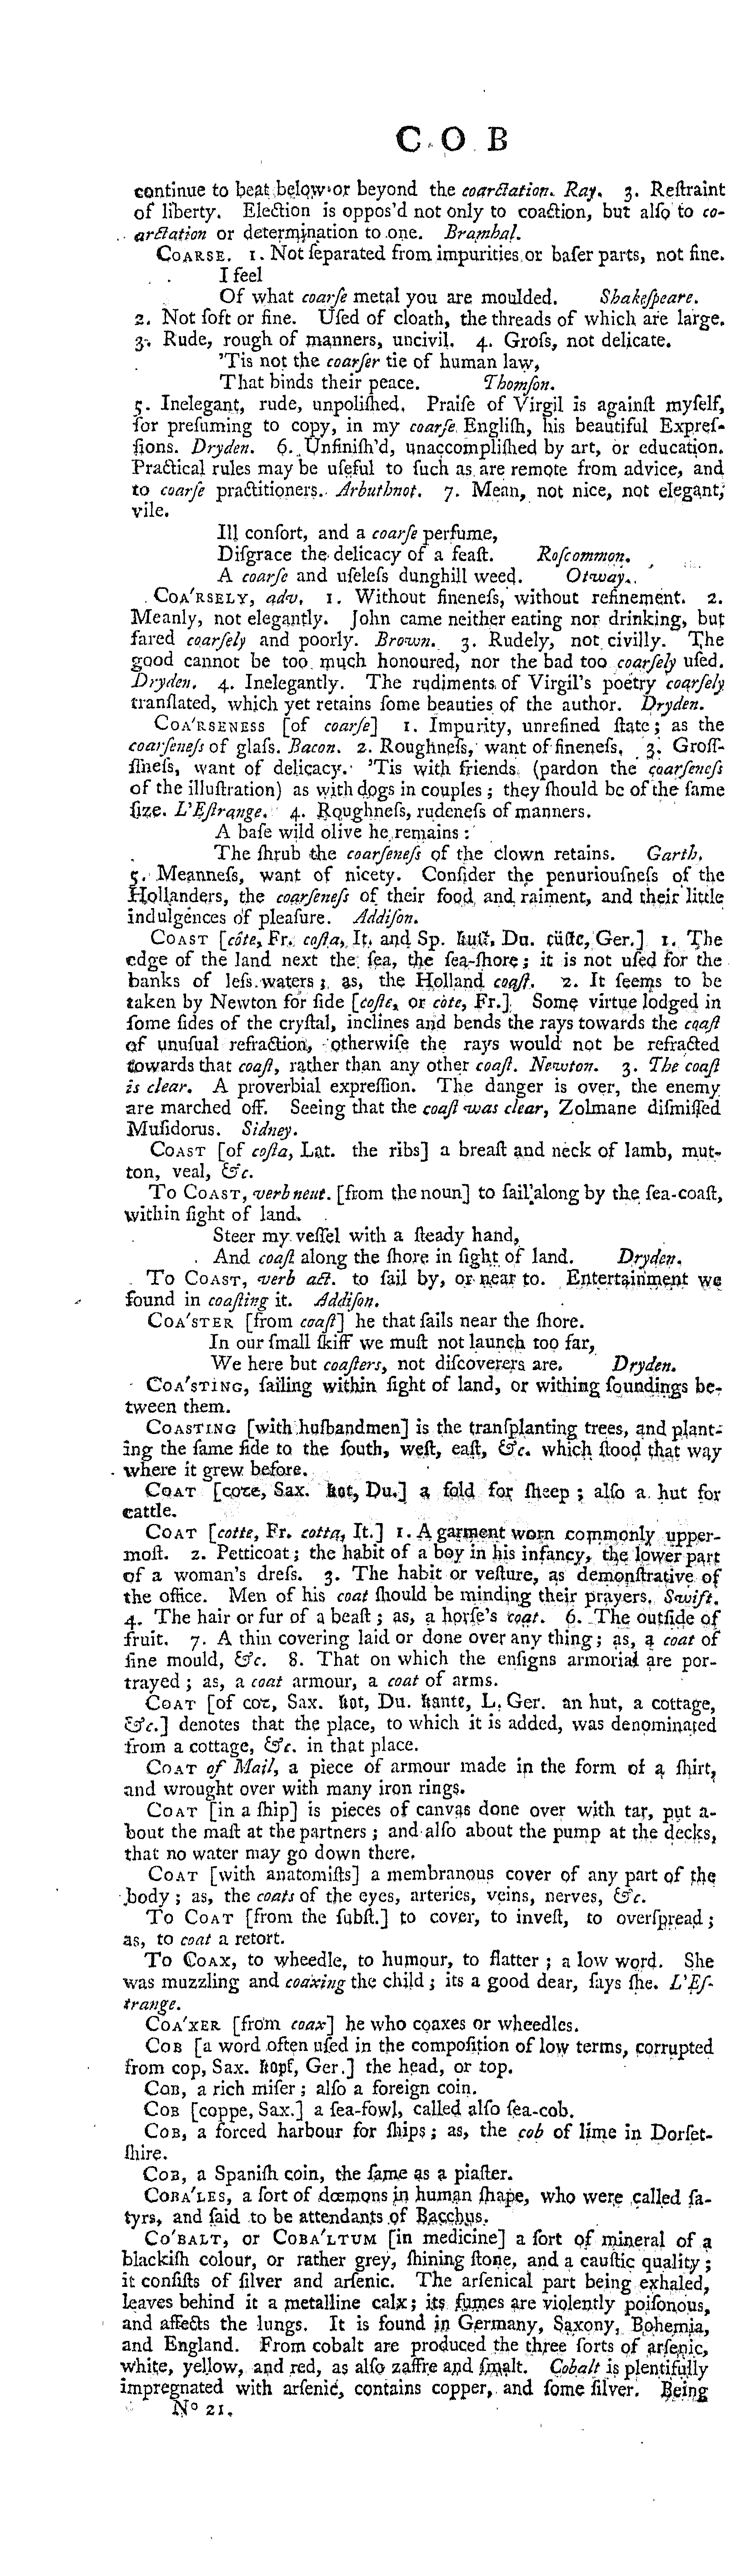 C O B
continue to beat below or beyond the coarctation. Ray. 3. Reſtraint
of liberty. Election is oppos'd not only to coaction, but alſo to co-
arctation or determination to one. Bramhal.
COARSE. 1. Not ſeparated from impurities or baſer parts, not fine.
I feel
Of what coarſe metal you are moulded. Shakeſpeare.
2. Not ſoft or fine. Uſed of cloath, the threads of which are large.
3. Rude, rough of manners, uncivil. 4. Groſs, not delicate.
'Tis not the coarſer tie of human law,
That binds their peace. Thomſon.
5. Inelegant, rude, unpoliſhed. Praiſe of Virgil is againſt myſelf,
for preſuming to copy, in my coarſe Engliſh, his beautiful Expreſ-
ſions. Dryden. 6. Unfiniſh'd, unaccompliſhed by art, or education.
Practical rules may be uſeful to ſuch as are remote from advice, and
to coarſe practitioners. Arbuthnot. 7. Mean, not nice, not elegant,
vile.
Ill conſort, and a coarſe perfume,
Diſgrace the delicacy of a feaſt. Roſcommon.
A coarſe and uſeleſs dunghill weed. Otway.
COA'RSELY, adv. 1. Without fineneſs, without refinement. 2.
Meanly, not elegantly. John came neither eating nor drinking, but
fared coarſely and poorly. Brown. 3. Rudely, not civilly. The
good cannot be too much honoured, nor the bad too coarſely uſed.
Dryden. 4. Inelegantly. The rudiments of Virgil's poetry coarſely
tranſlated, which yet retains ſome beauties of the author. Dryden.
COA'RSENESS [of coarſe] 1. Impurity, unrefined ſtate; as the
coarſeneſs of glaſs. Bacon. 2. Roughneſs, want of fineneſs. 3. Groſſ-
ſineſs, want of delicacy. 'Tis with friends (pardon the coarſeneſs
of the illuſtration) as with dogs in couples; they ſhould be of the ſame
ſize. L'Eſtrange. 4. Roughneſs, rudeneſs of manners.
A baſe wild olive he remains:
The ſhrub the coarſeneſs of the clown retains. Garth.
5. Meanneſs, want of nicety. Conſider the penuriouſneſs of the
Hollanders, the coarſeneſs of their food and raiment, and their little
indulgences of pleaſure. Addiſon.
COAST [côte, Fr. coſta, It. and Sp. kuſt, Du. cüſte, Ger.] 1. The
edge of the land next the ſea, the ſea-ſhore; it is not uſed for the
banks of leſs waters; as, the Holland coaſt. 2. It ſeems to be
taken by Newton for ſide [coſte, or côte, Fr.] Some virtue lodged in
ſome ſides of the cryſtal, inclines and bends the rays towards the coaſt
of unuſual refraction, otherwiſe the rays would not be refracted
towards that coaſt, rather than any other coaſt. Newton. 3. The coaſt
is clear. A proverbial expreſſion. The danger is over, the enemy
are marched off. Seeing that the coaſt was clear, Zolmane diſmiſſed
Muſidorus. Sidney.
COAST [of coſta, Lat. the ribs] a breaſt and neck of lamb, mut-
ton, veal, &c.
To COAST, verb neut. [from the noun] to ſail along by the ſea-coaſt,
within ſight of land.
Steer my veſſel with a ſteady hand,
And coaſt along the ſhore in ſight of land. Dryden.
To COAST, verb act. to ſail by, or near to. Entertainment we
found in coaſting it. Addiſon.
COA'STER [from coaſt] he that ſails near the ſhore.
In our ſmall ſkiff we muſt not launch too far,
We here but coaſters, not diſcoverers are. Dryden.
COA'STING, ſailing within ſight of land, or withing ſoundings be-
tween them.
COASTING [with huſbandmen] is the tranſplanting trees, and plant-
ing the ſame ſide to the ſouth, weſt, eaſt, &c. which ſtood that way
where it grew before.
COAT [cote, Sax. kot, Du.] a fold for ſheep; alſo a hut for
cattle.
COAT [cotte, Fr. cotta, It.] 1. A garment worn commonly upper-
moſt. 2. Petticoat; the habit of a boy in his infancy, the lower part
of a woman's dreſs. 3. The habit or veſture, as demonſtrative of
the office. Men of his coat ſhould be minding their prayers. Swift.
4. The hair or fur of a beaſt; as, a horſe's coat. 6. The outſide of
fruit. 7. A thin covering laid or done over any thing; as, a coat of
fine mould, &c. 8. That on which the enſigns armorial are por-
trayed; as, a coat armour, a coat of arms.
COAT [of cot, Sax. kot, Du. kante, L. Ger. an hut, a cottage,
&c.] denotes that the place, to which it is added, was denominated
from a cottage, &c. in that place.
COAT of Mail, a piece of armour made in the form of a ſhirt,
and wrought over with many iron rings.
COAT [in a ſhip] is pieces of canvas done over with tar, put a-
bout the maſt at the partners; and alſo about the pump at the decks,
that no water may go down there.
COAT [with anatomiſts] a membranous cover of any part of the
body; as, the coats of the eyes, arteries, veins, nerves, &c.
To COAT [from the ſubſt.] to cover, to inveſt, to overſpread;
as, to coat a retort.
To COAX, to wheedle, to humour, to flatter; a low word. She
was muzzling and coaxing the child; its a good dear, ſays ſhe. L'Eſ-
trange.
COA'XER [from coax] he who coaxes or wheedles.
COB [a word often uſed in the compoſition of low terms, corrupted
from cop, Sax. kopf, Ger.] the head, or top.
COB, a rich miſer; alſo a foreign coin.
COB [coppe, Sax.] a ſea-fowl, called alſo ſea-cob.
COB, a forced harbour for ſhips; as, the cob of lime in Dorſet-
ſhire.
COB, a Spaniſh coin, the ſame as a piaſter.
COBA'LES, a ſort of dœmons in human ſhape, who were called ſa-
tyrs, and ſaid to be attendants of Bacchus.
CO'BALT, or COBA'LTUM [in medicine] a ſort of mineral of a
blackiſh colour, or rather grey, ſhining ſtone, and a cauſtic quality;
it conſiſts of ſilver and arſenic. The arſenical part being exhaled,
leaves behind it a metalline calx; its fumes are violently poiſonous,
and affects the lungs. It is found in Germany, Saxony, Bohemia,
and England. From cobalt are produced the three ſorts of arſenic,
white, yellow, and red, as alſo zaffre and ſmalt. Cobalt is plentifully
impregnated with arſenic, contains copper, and ſome ſilver. Being
Nº 21.